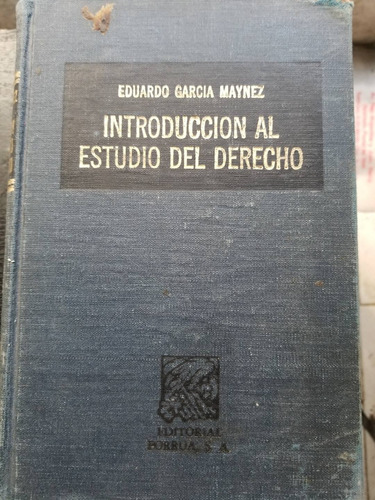 EDUARDO GARCIA MAYNEZ
INTRODUCCION AL
ESTUDIO DEL DERECHO
EDITORIAL
PORRUA, S. A.